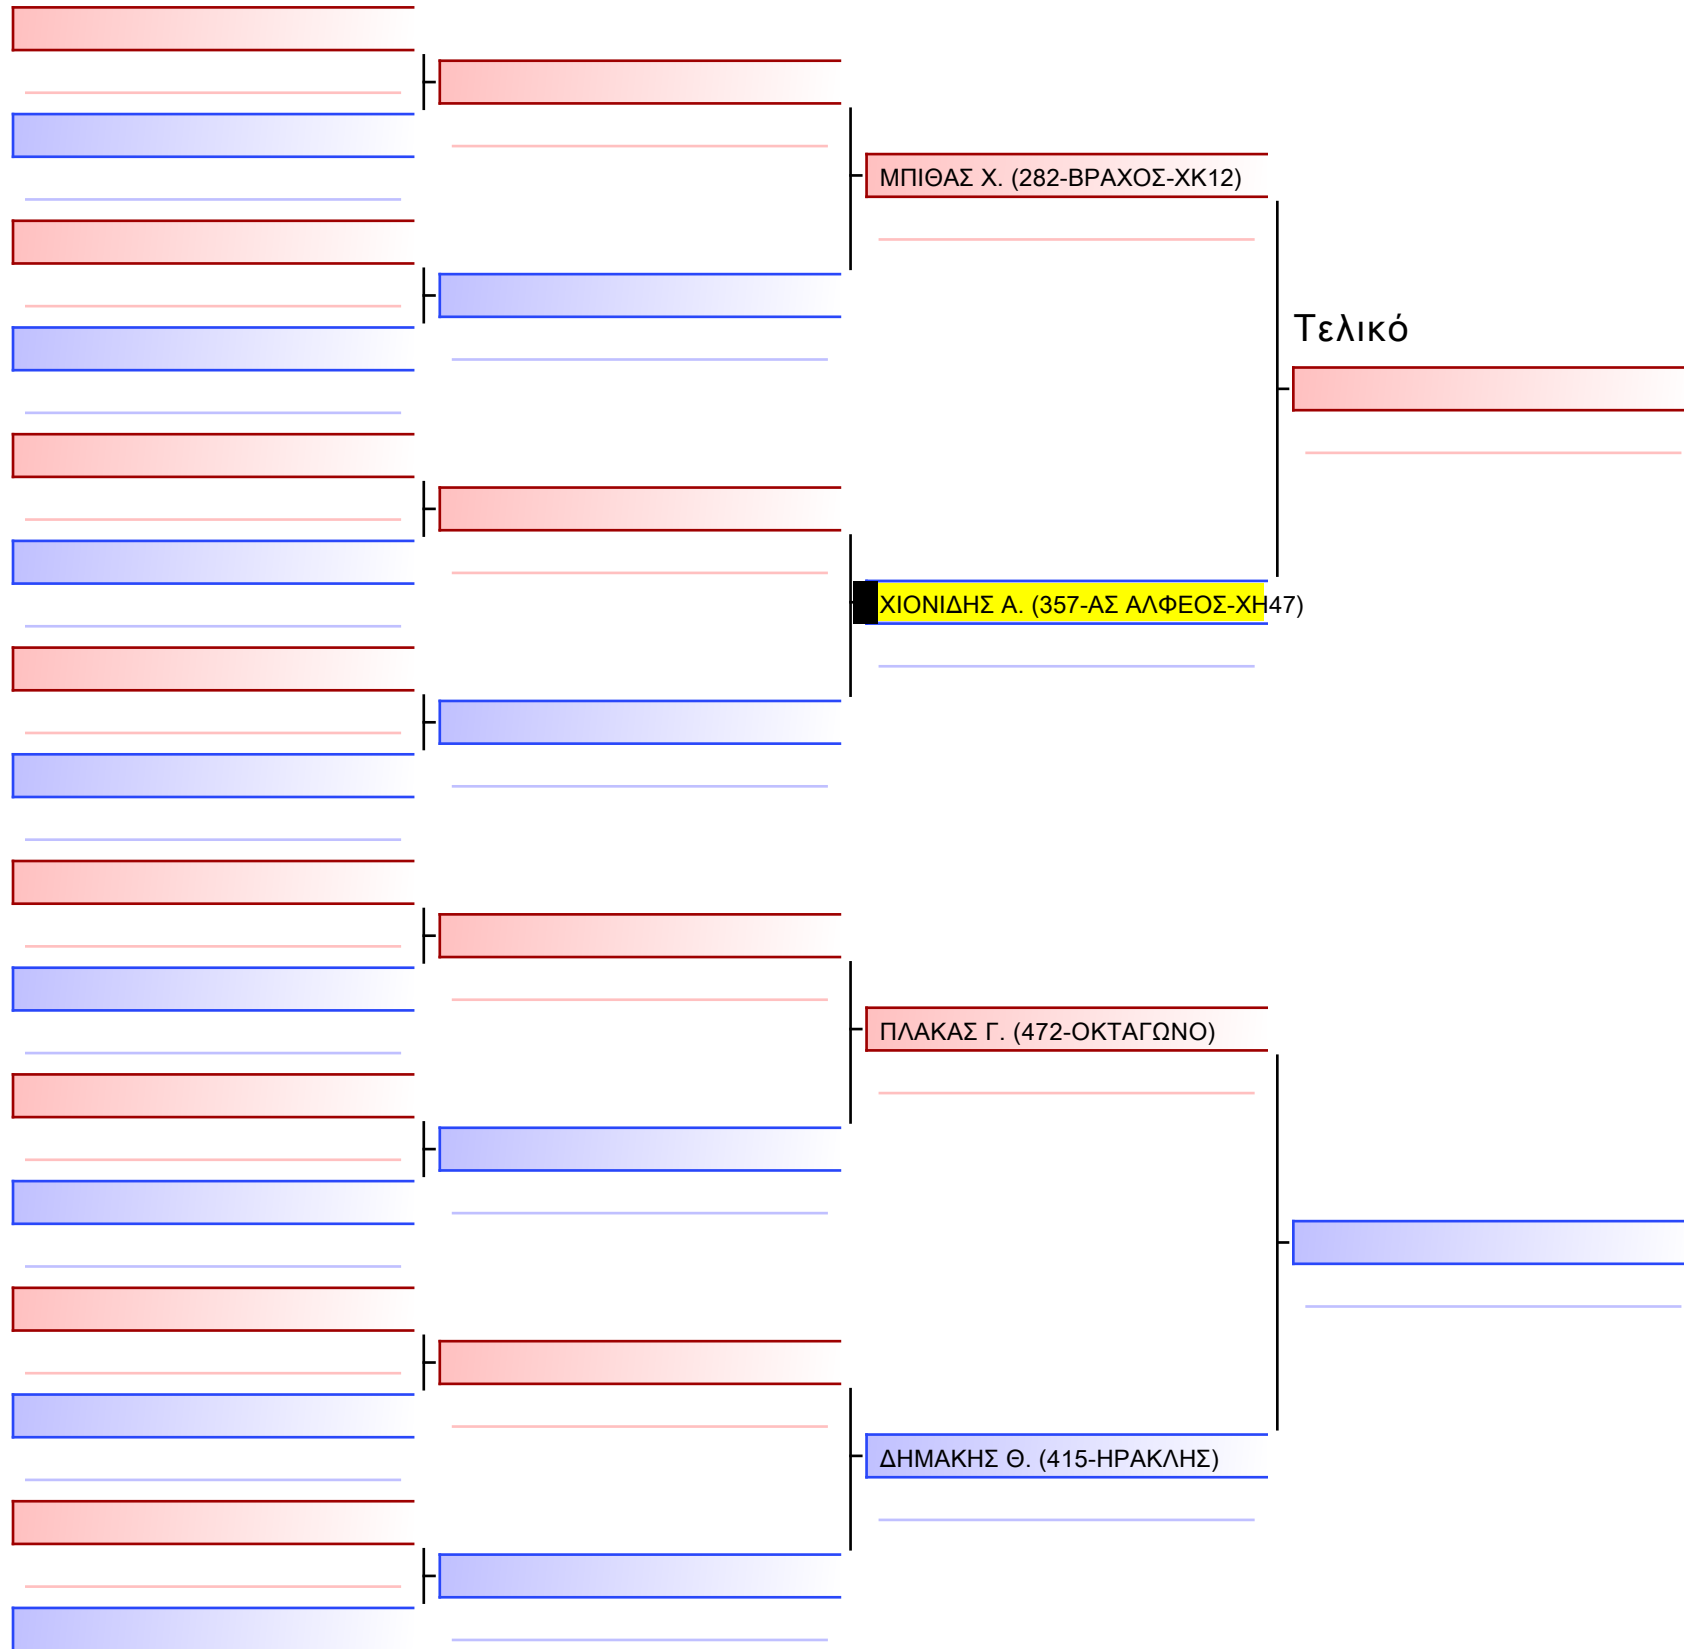 ΜΠΙΘΑΣ Χ. (282-ΒΡΑΧΟΣ-ΧΚ12)
Τελικό
ΧΙΟΝΙΔΗΣ Α. (357-ΑΣ ΑΛΦΕΟΣ-ΧΗ47)
ΠΛΑΚΑΣ Γ. (472-ΟΚΤΑΓΩΝΟ)
ΔΗΜΑΚΗΣ Θ. (415-ΗΡΑΚΛΗΣ)